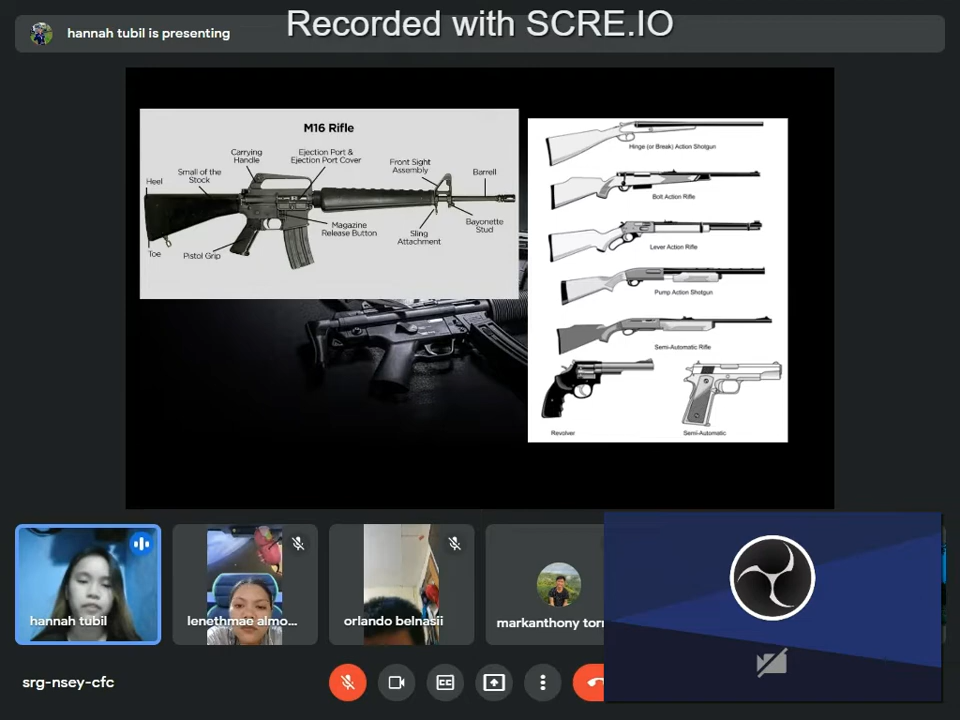 Recorded with SCRE.IO
hannah tubil is presenting
M16 Rifle
Carrying
Handle
Ejection Port &
Ejection Port Cover
Front Sight
Assembly
Barrell
Small of the
Stock
Heel
Toe
Pistol Grip
Magazine
Release Button
Sling
Attachment
Bayonette
Stud
Hinge (or Break) Action Shotgun
Bolt Action Rifle
Lever Action Rifle
Pump Action Shotgun
Semi-Automatic Rifle
Revolver
Semi-Automatic
hannah tubil
lenethmae almo...
orlando belnasii
markanthony torr
srg-nsey-cfc
CC